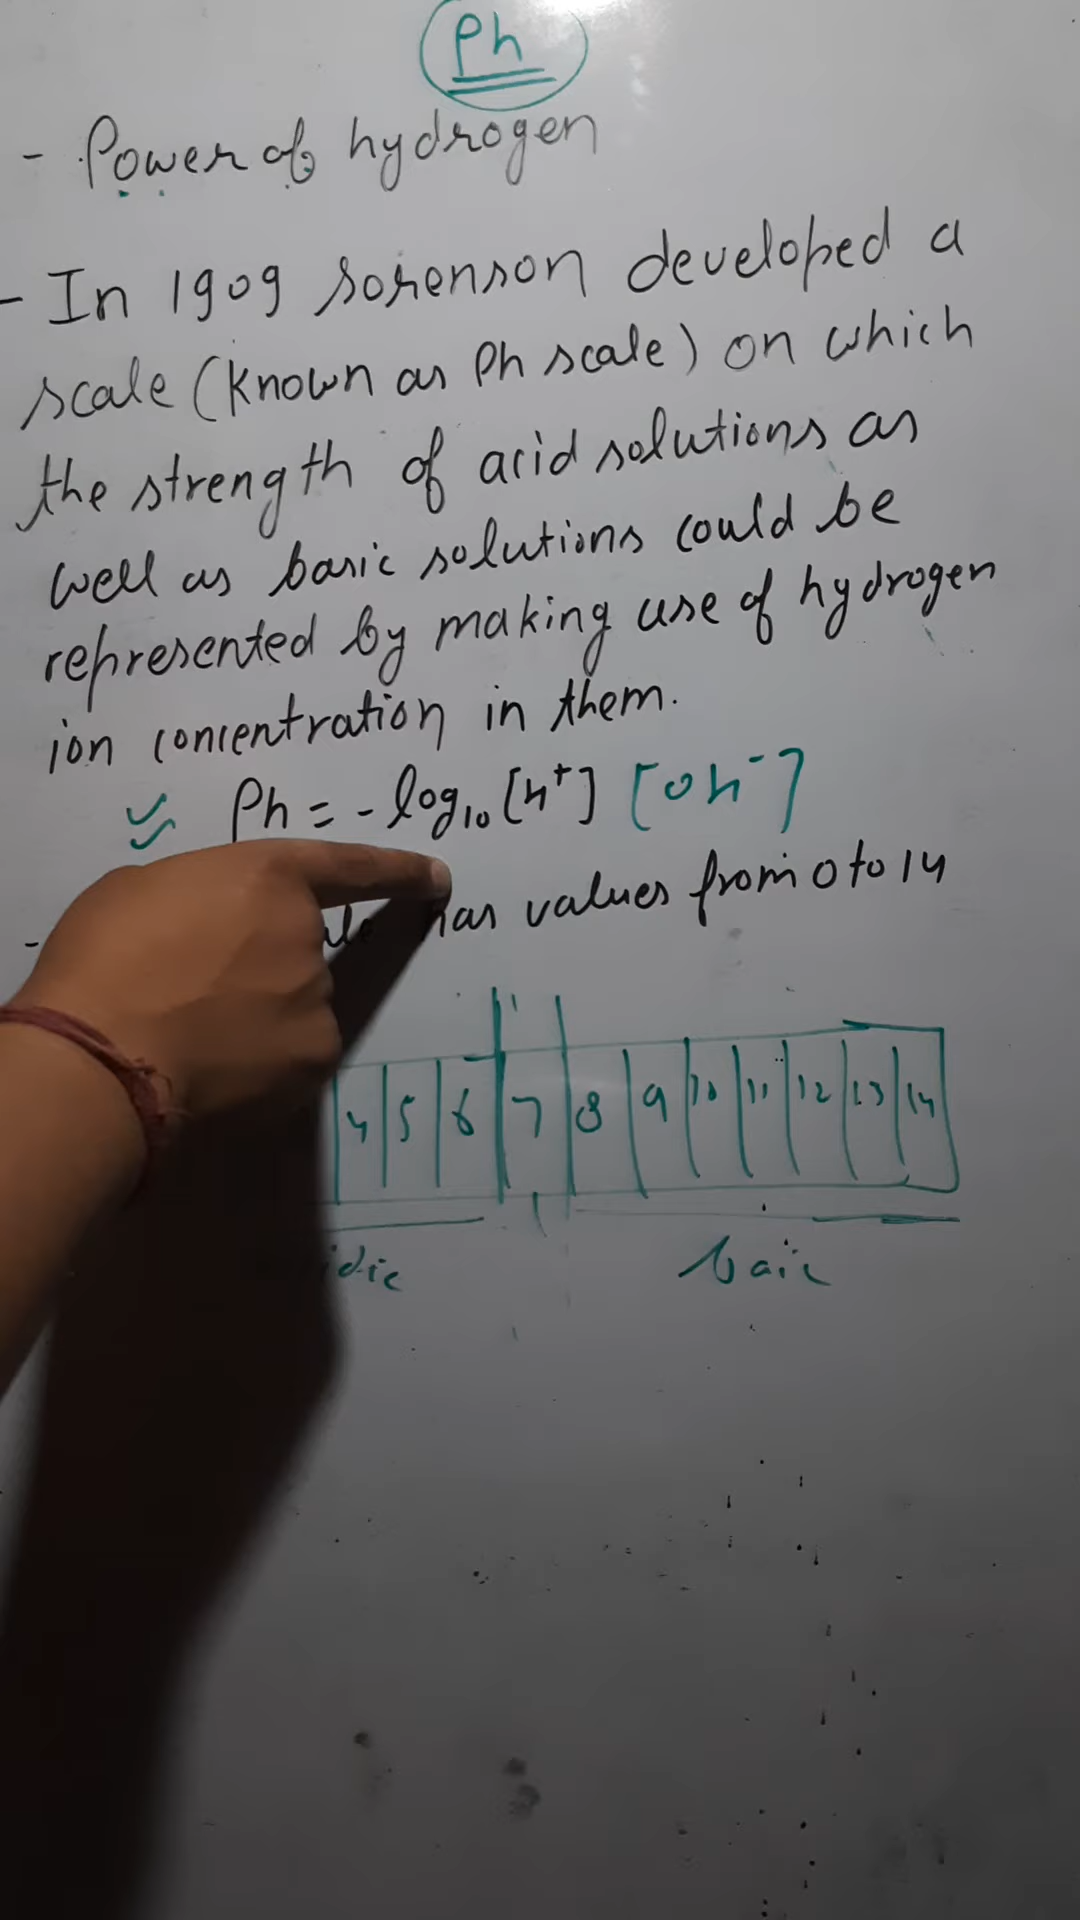 Ph
- Power of hydrogen
- In 1909 sorenson developed a
scale (known as Ph scale) on which
the strength of acid solutions as
well as basic solutions could be
represented by making use of hydrogen
ion concentration in them.
Ph = -log10 [H+] [OH-]
- has values from 0 to 14
4 5 6 7 8 9 10 11 12 13 14
idic baic